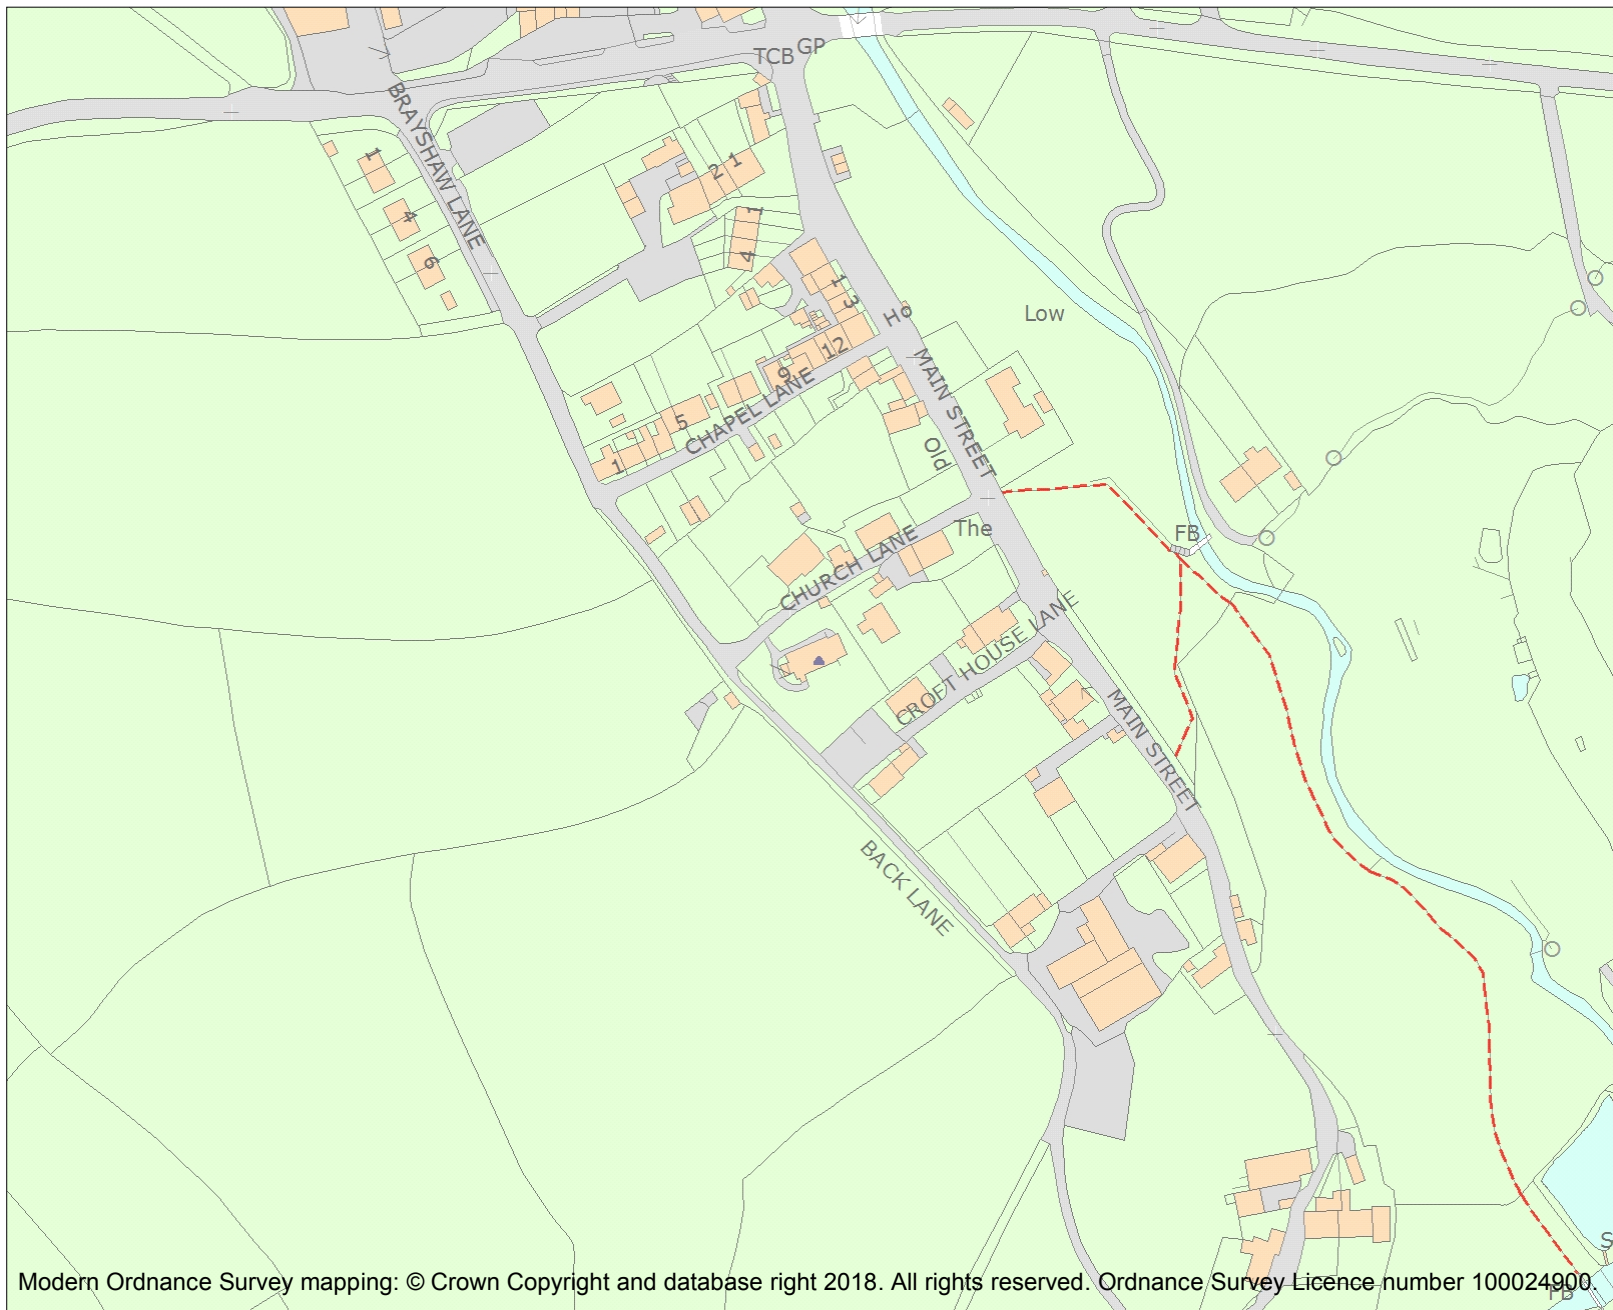 TCB GP
BRAYSHAW LANE
1
2 1
4
1
6
4
1
3
Ho
Low
12
9
MAIN STREET
CHAPEL LANE
5
1
Old
The
FB
CHURCH LANE
CROFT HOUSE LANE
MAIN STREET
BACK LANE
S
Modern Ordnance Survey mapping: © Crown Copyright and database right 2018. All rights reserved. Ordnance Survey Licence number 100024900.
FB